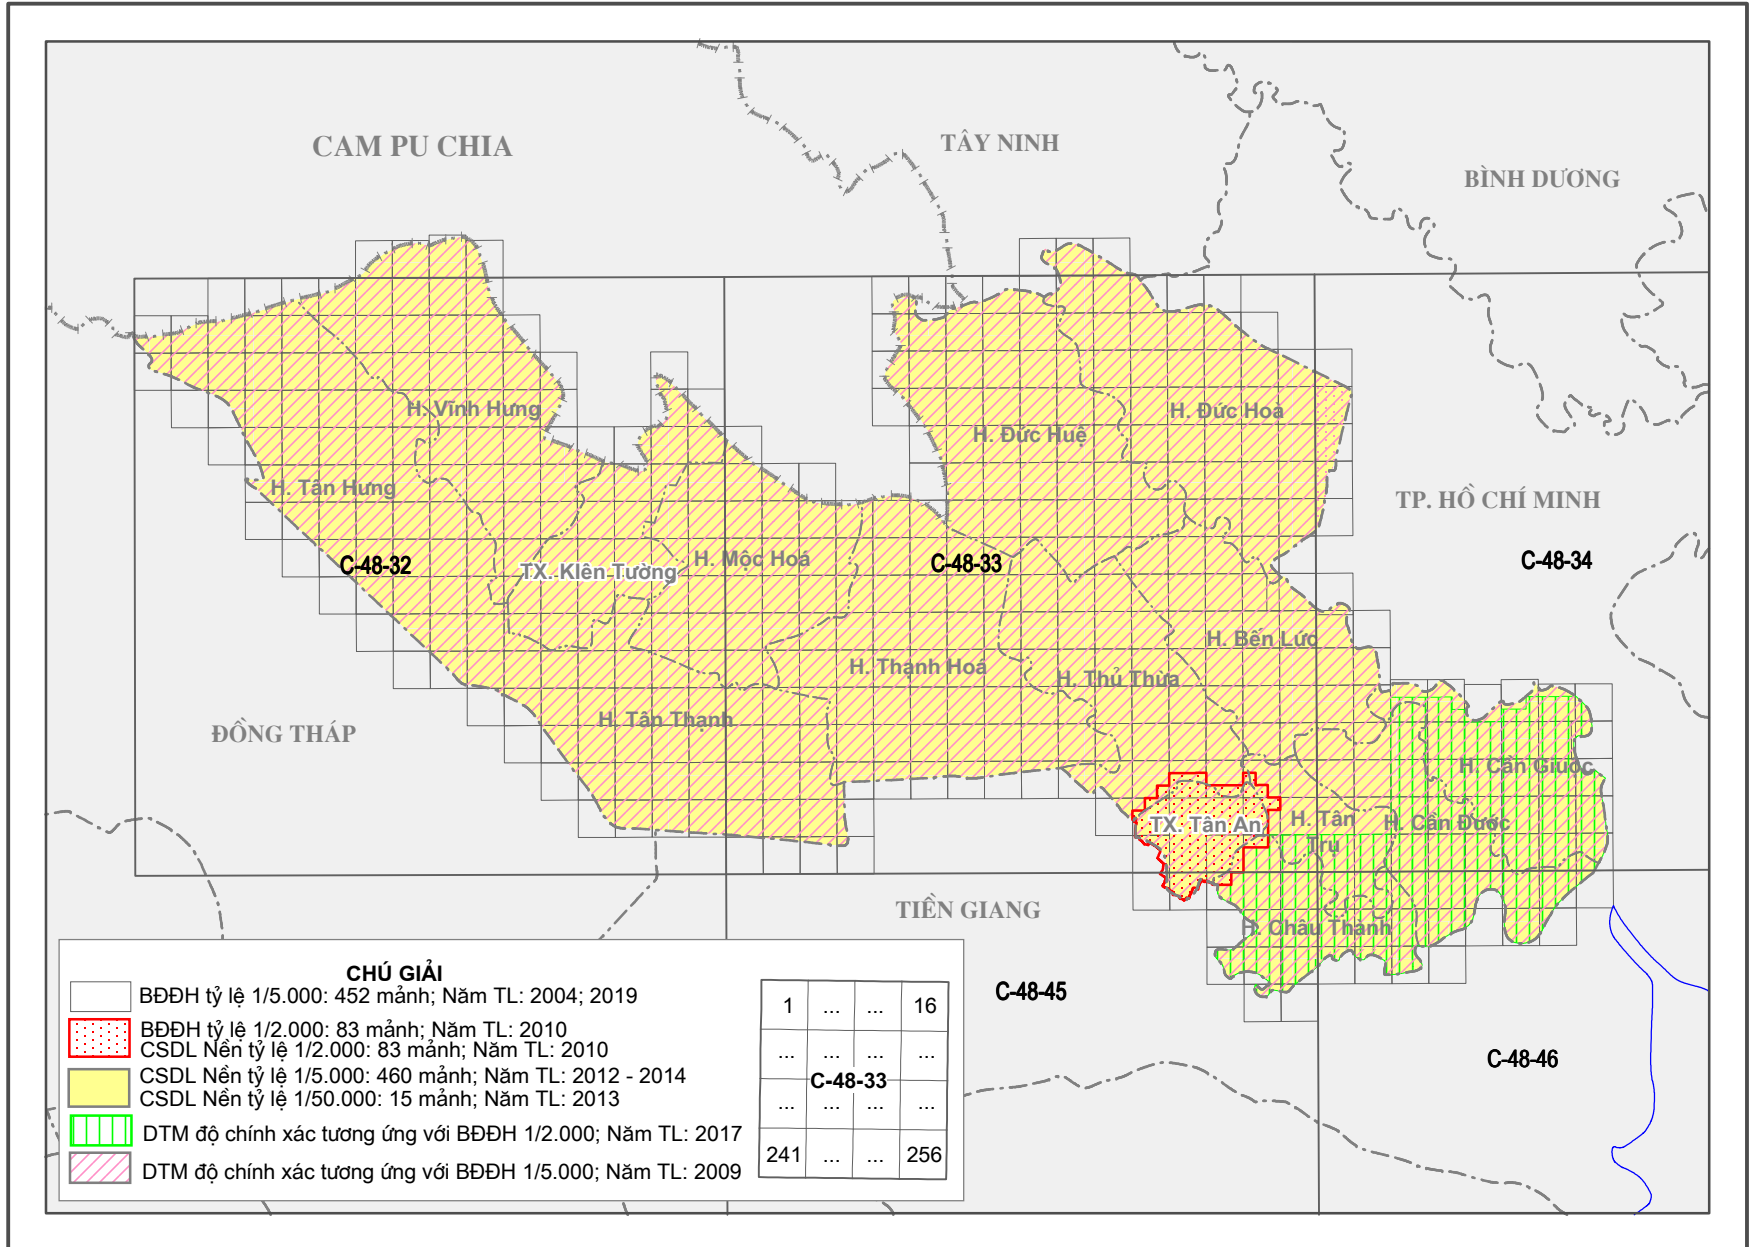 CAM PU CHIA
TÂY NINH
BÌNH DƯƠNG
H. Vĩnh Hưng
H. Đức Hoà
H. Đức Huệ
H. Tân Hưng
TP. HỒ CHÍ MINH
C-48-32
TX. KIên Tường
H. Mộc Hoá
C-48-33
C-48-34
H. Bến Lức
H. Thạnh Hoá
H. Thủ Thừa
H. Tân Thạnh
ĐỒNG THÁP
H. Cần Giuộc
TX. Tân An
H. Tân
Trụ
H. Cần Đước
TIỀN GIANG
H. Châu Thành
C-48-45
C-48-46
CHÚ GIẢI
BĐĐH tỷ lệ 1/5.000: 452 mảnh; Năm TL: 2004; 2019
BĐĐH tỷ lệ 1/2.000: 83 mảnh; Năm TL: 2010
CSDL Nền tỷ lệ 1/2.000: 83 mảnh; Năm TL: 2010
CSDL Nền tỷ lệ 1/5.000: 460 mảnh; Năm TL: 2012 - 2014
CSDL Nền tỷ lệ 1/50.000: 15 mảnh; Năm TL: 2013
DTM độ chính xác tương ứng với BĐĐH 1/2.000; Năm TL: 2017
DTM độ chính xác tương ứng với BĐĐH 1/5.000; Năm TL: 2009
1 ... ... 16
... ... ... ...
C-48-33
... ... ... ...
241 ... ... 256